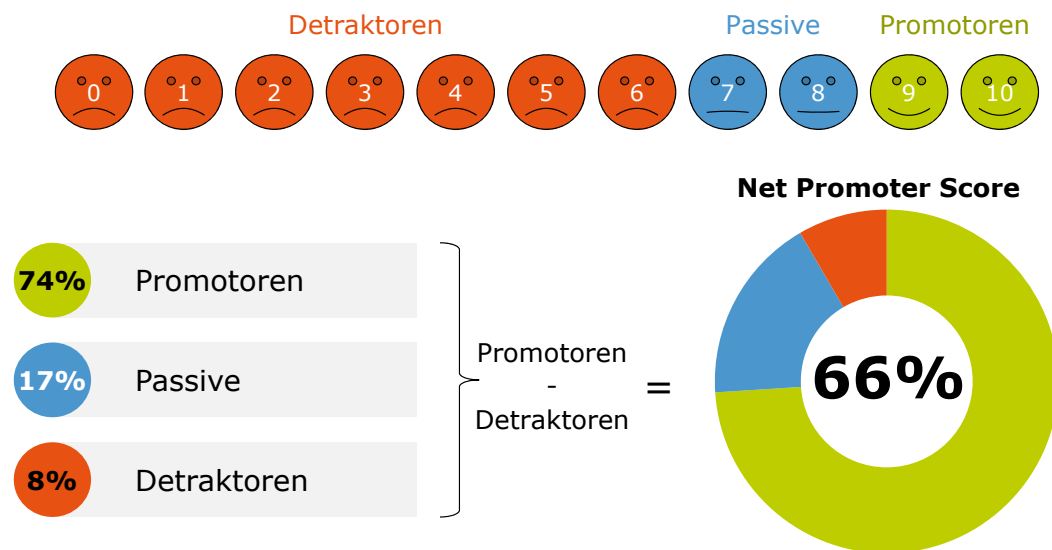 Detraktoren Passive Promotoren
0 1 2 3 4 5 6 7 8 9 10
Net Promoter Score
74% Promotoren
17% Passive
8% Detraktoren
Promotoren
-
Detraktoren
=
66%